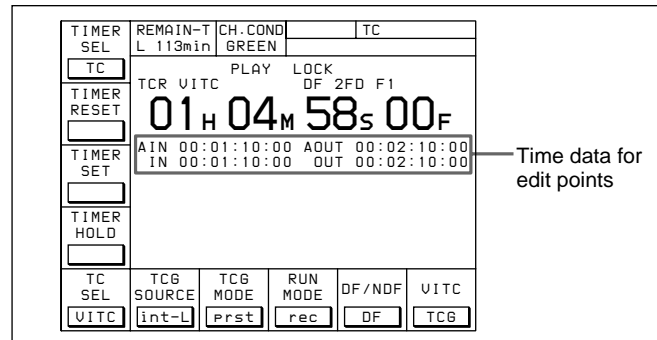 TIMER SEL
TC
TIMER RESET
TIMER SET
TIMER HOLD
REMAIN-T CH.COND TC
L 113min GREEN
PLAY LOCK
TCR VITC DF 2FD F1
01H 04M 58S 00F
AIN 00:01:10:00 AOUT 00:02:10:00
IN 00:01:10:00 OUT 00:02:10:00
Time data for
edit points
TC SEL
VITC
TCG SOURCE
int-L
TCG MODE
prst
RUN MODE
rec
DF/NDF
DF
VITC
TCG